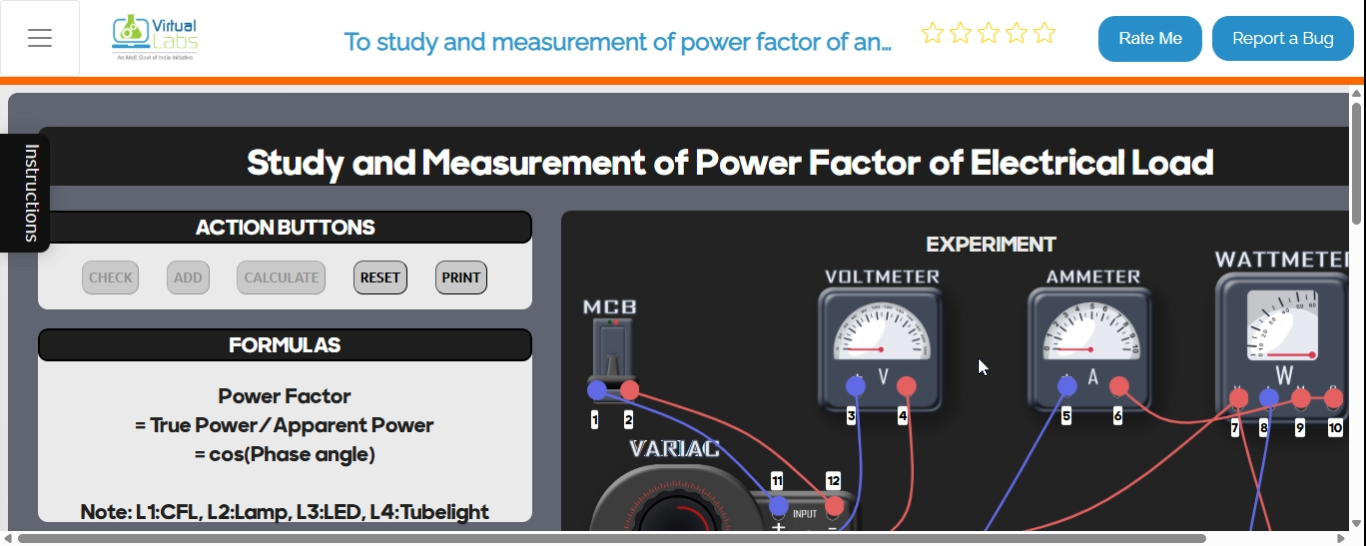 Virtual
Labs
An MoE Govt of India Initiative
To study and measurement of power factor of an...
Rate Me
Report a Bug
Instructions
Study and Measurement of Power Factor of Electrical Load
ACTION BUTTONS
CHECK
ADD
CALCULATE
RESET
PRINT
FORMULAS
Power Factor
= True Power/Apparent Power
= cos(Phase angle)
Note: L1:CFL, L2:Lamp, L3:LED, L4:Tubelight
EXPERIMENT
MCB
VOLTMETER
AMMETER
WATTMETER
V
A
W
1
2
3
4
5
6
7
8
9
10
VARIAC
11
12
INPUT
+
-